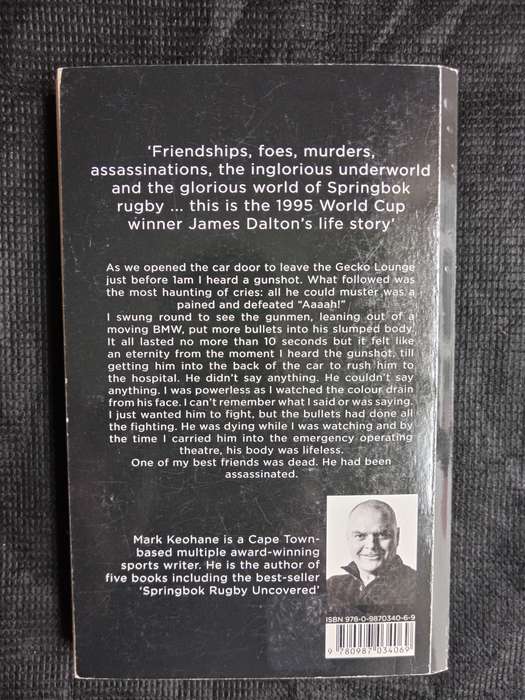 ‘Friendships, foes, murders,
assassinations, the inglorious underworld
and the glorious world of Springbok
rugby ... this is the 1995 World Cup
winner James Dalton’s life story’
As we opened the car door to leave the Gecko Lounge
just before 1am I heard a gunshot. What followed was
the most haunting of cries: all he could muster was a
pained and defeated “Aaaah!”
I swung round to see the gunmen, leaning out of a
moving BMW, put more bullets into his slumped body.
It all lasted no more than 10 seconds but it felt like
an eternity from the moment I heard the gunshot, till
getting him into the back of the car to rush him to
the hospital. He didn’t say anything. He couldn’t say
anything. I was powerless as I watched the colour drain
from his face. I can’t remember what I said or was saying.
I just wanted him to fight, but the bullets had done all
the fighting. He was dying while I was watching and by
the time I carried him into the emergency operating
theatre, his body was lifeless.
One of my best friends was dead. He had been
assassinated.
Mark Keohane is a Cape Town-
based multiple award-winning
sports writer. He is the author of
five books including the best-seller
‘Springbok Rugby Uncovered’
ISBN 978-0-9870340-6-9
9 780987 034069